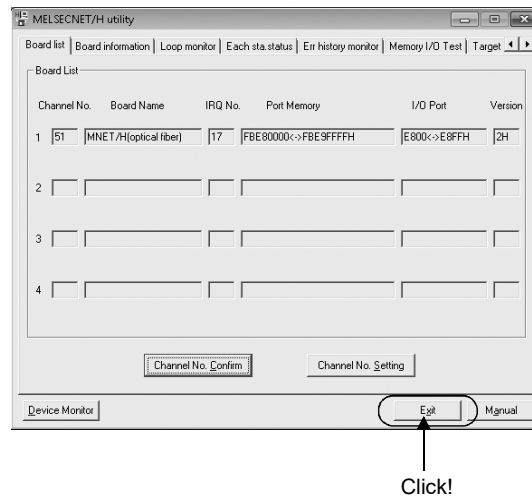 MELSECNET/H utility
Board list Board information Loop monitor Each sta.status Err history monitor Memory I/O Test Target
Board List
Channel No. Board Name IRQ No. Port Memory I/O Port Version
1 51 MNET/H(optical fiber) 17 FBE80000<->FBE9FFFFH E800<->E8FFH 2H
2
3
4
Channel No. Confirm Channel No. Setting
Device Monitor Exit Manual
Click!